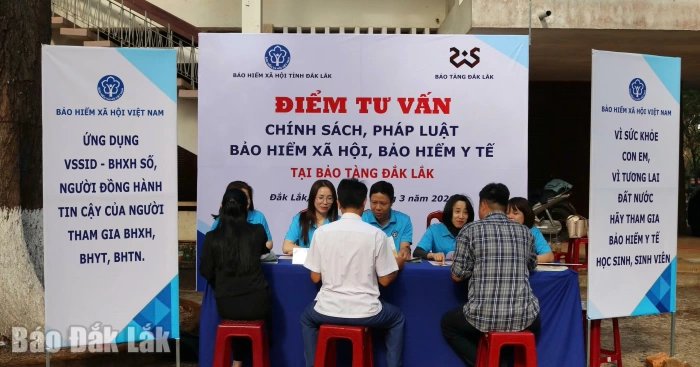 BẢO HIỂM XÃ HỘI VIỆT NAM
ỨNG DỤNG
VSSID - BHXH SỐ,
NGƯỜI ĐỒNG HÀNH
TIN CẬY CỦA NGƯỜI
THAM GIA BHXH,
BHYT, BHTN.
BẢO HIỂM XÃ HỘI TỈNH ĐẮK LẮK
BẢO TÀNG ĐẮK LẮK
ĐIỂM TƯ VẤN
CHÍNH SÁCH, PHÁP LUẬT
BẢO HIỂM XÃ HỘI, BẢO HIỂM Y TẾ
TẠI BẢO TÀNG ĐẮK LẮK
Đắk Lắk, 3 năm
BẢO HIỂM XÃ HỘI VIỆT NAM
VÌ SỨC KHỎE
CON EM,
VÌ TƯƠNG LAI
ĐẤT NƯỚC
HÃY THAM GIA
BẢO HIỂM Y TẾ
HỌC SINH, SINH VIÊN
Báo Đắk Lắk